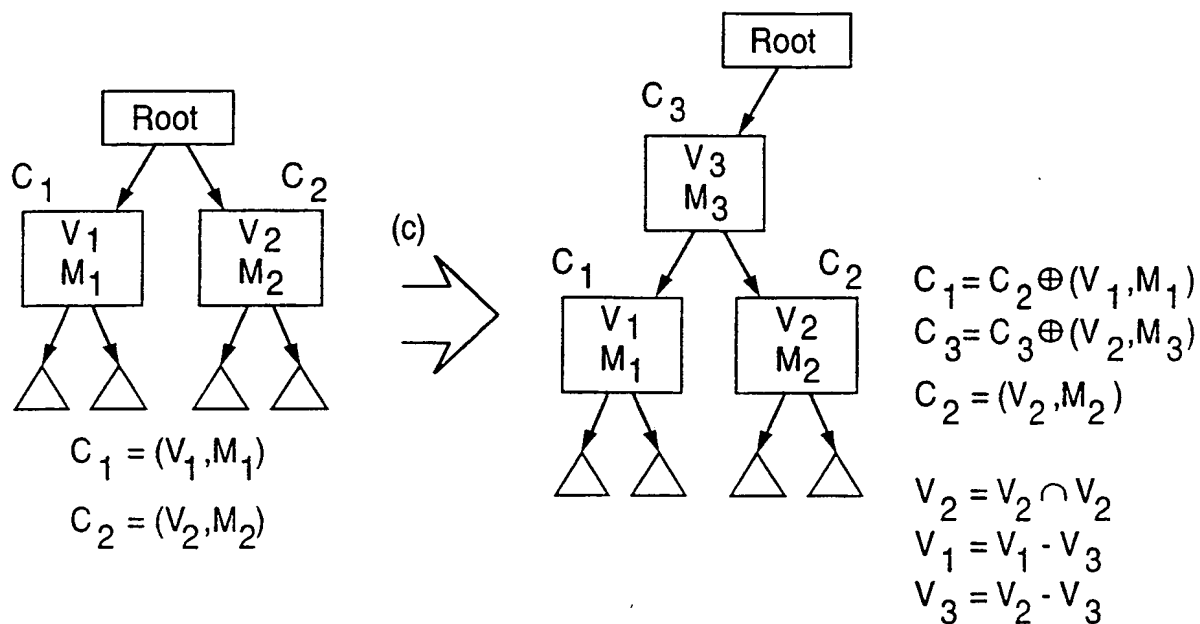 Root
C1
C2
V1
M1
V2
M2
C1 = (V1,M1)
C2 = (V2,M2)
(c)
Root
C3
V3
M3
C1
C2
V1
M1
V2
M2
C1= C2 ⊕ (V1,M1)
C3= C3 ⊕ (V2,M3)
C2 = (V2,M2)
V2 = V2 ∩ V2
V1 = V1 - V3
V3 = V2 - V3